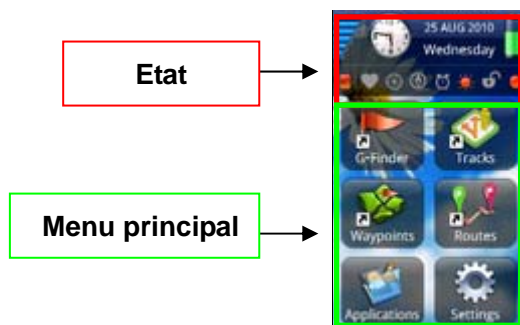 25 AUG 2010
Wednesday
Etat
G-Finder Tracks
Menu principal
Waypoints Routes
Applications Settings